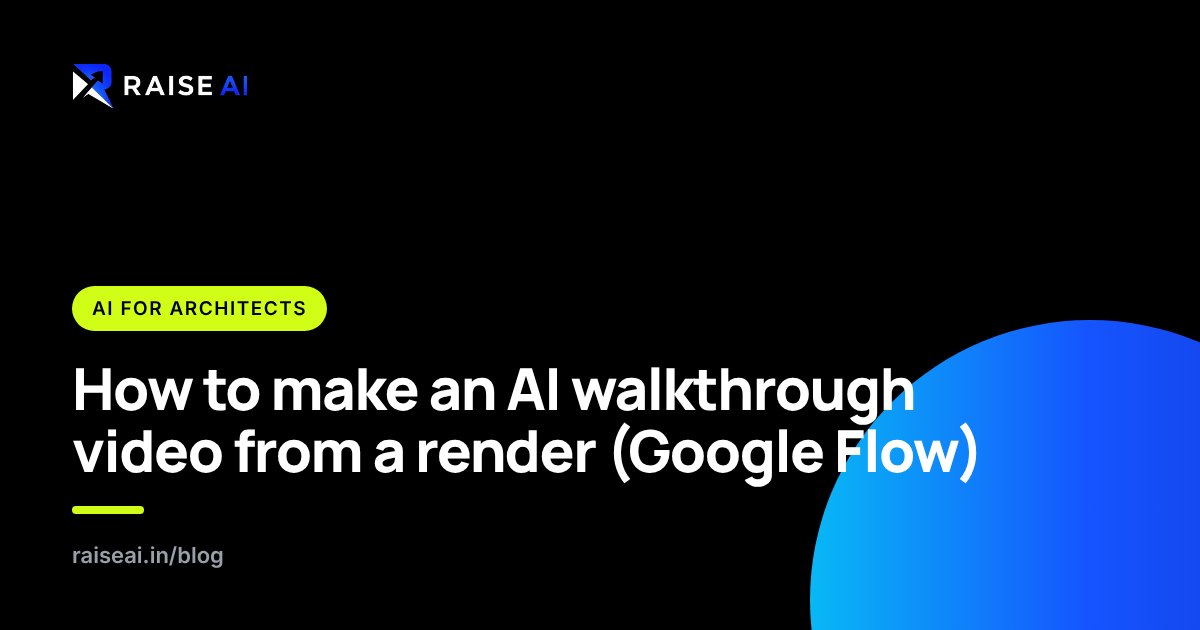 RAISE AI
AI FOR ARCHITECTS
How to make an AI walkthrough
video from a render (Google Flow)
raiseai.in/blog